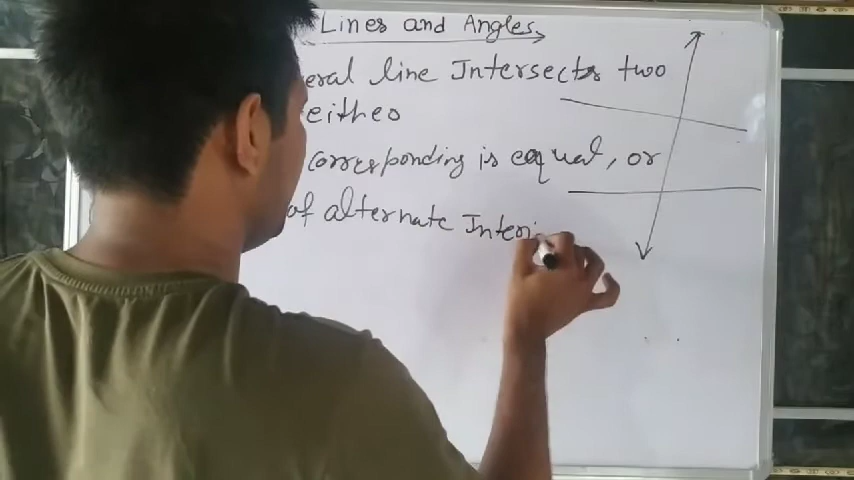 Lines and Angles
eral line Intersects two
eitheo
corresponding is equal, or
of alternate Interi